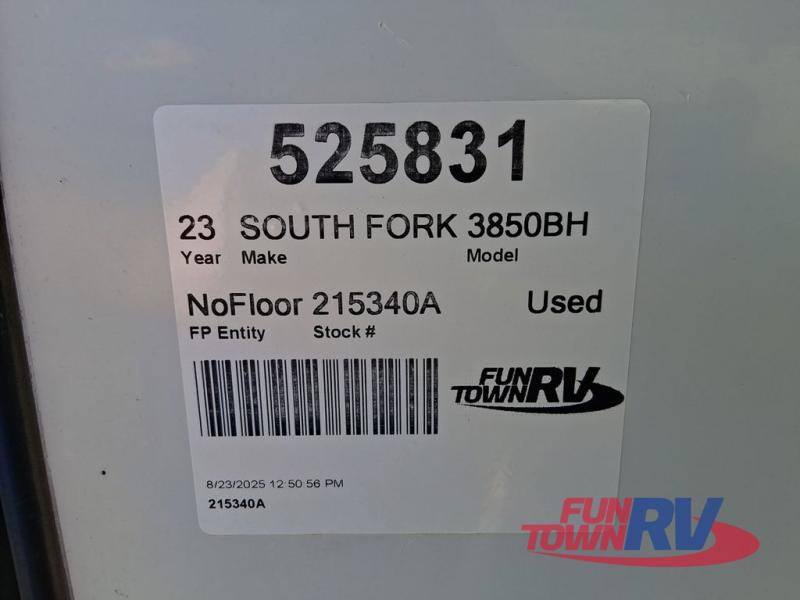 525831
23 SOUTH FORK 3850BH
Year Make Model
NoFloor 215340A Used
FP Entity Stock #
FUN
TOWN RV
8/23/2025 12:50:56 PM
215340A
FUN
TOWN RV